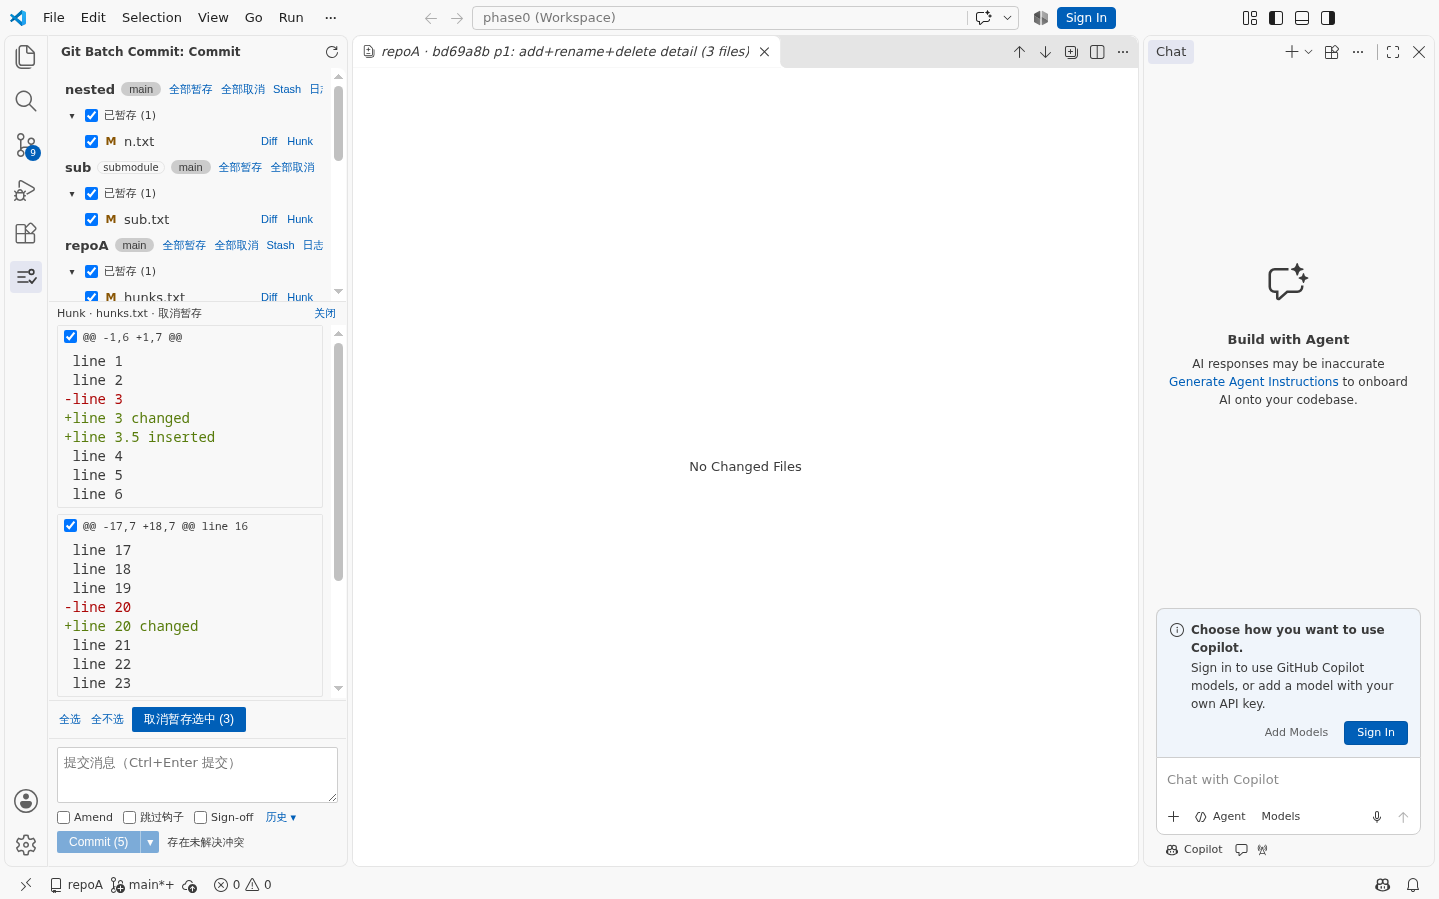 File Edit Selection View Go Run ···
phase0 (Workspace)
Sign In
Git Batch Commit: Commit
nested main 全部暂存 全部取消 Stash
已暂存 (1)
M n.txt Diff Hunk
sub submodule main 全部暂存 全部取消
已暂存 (1)
M sub.txt Diff Hunk
repoA main 全部暂存 全部取消 Stash 日志
已暂存 (1)
hunks.txt Diff Hunk
Hunk · hunks.txt · 取消暂存 关闭
@@ -1,6 +1,7 @@
line 1
line 2
-line 3
+line 3 changed
+line 3.5 inserted
line 4
line 5
line 6
@@ -17,7 +18,7 @@ line 16
line 17
line 18
line 19
-line 20
+line 20 changed
line 21
line 22
line 23
全选 全不选 取消暂存选中 (3)
提交消息（Ctrl+Enter 提交）
Amend 跳过钩子 Sign-off 历史 ▾
Commit (5) ▾ 存在未解决冲突
9
repoA · bd69a8b p1: add+rename+delete detail (3 files)
No Changed Files
Chat
Build with Agent
AI responses may be inaccurate
Generate Agent Instructions to onboard
AI onto your codebase.
Choose how you want to use
Copilot.
Sign in to use GitHub Copilot
models, or add a model with your
own API key.
Add Models Sign In
Chat with Copilot
Agent Models
Copilot
repoA main*+ 0 0